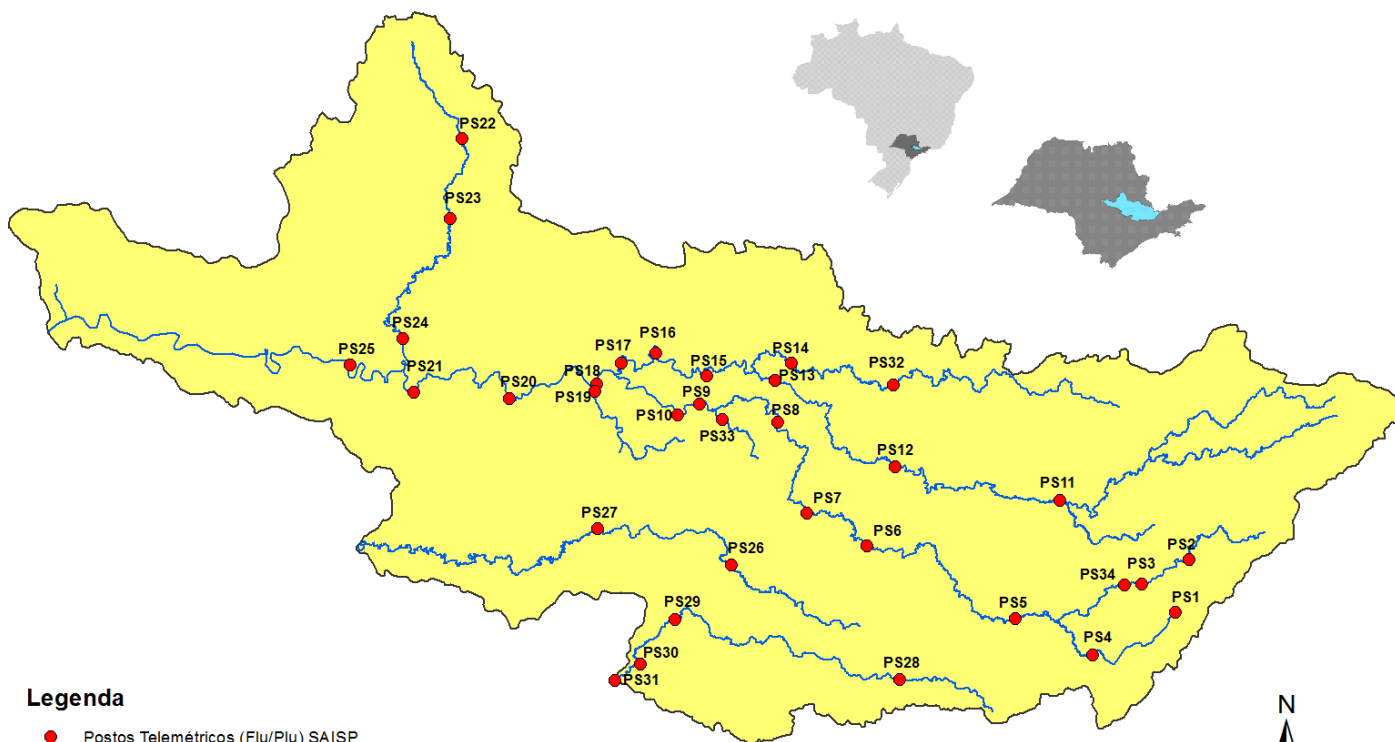 PS22
PS23
PS24
PS16
PS17
PS14
PS25
PS15
PS32
PS21
PS18
PS13
PS20
PS19
PS9
PS10
PS8
PS33
PS12
PS11
PS7
PS27
PS6
PS2
PS26
PS3
PS34
PS1
PS29
PS5
PS4
PS30
PS28
PS31
Legenda
N
Postos Telemétricos (Flu/Plu) SAISP